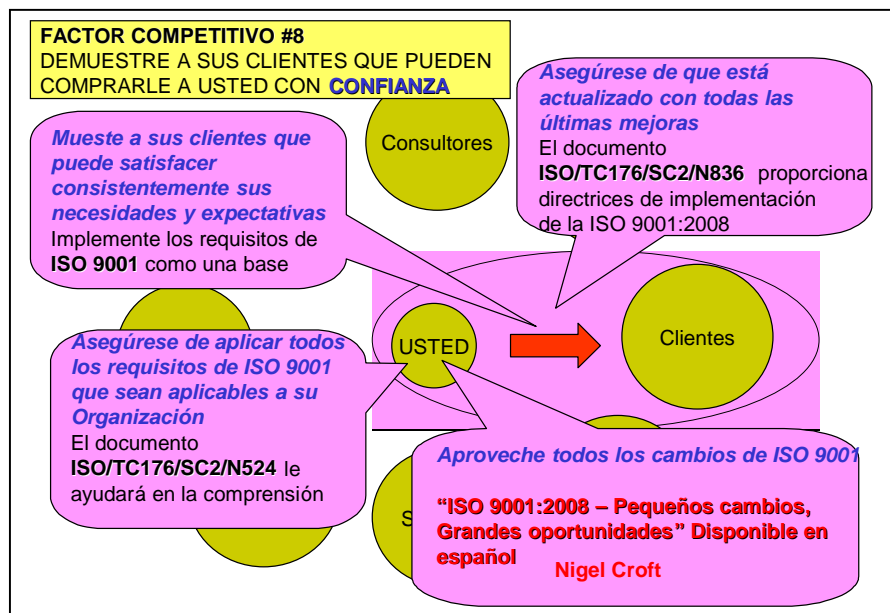 FACTOR COMPETITIVO #8
DEMUESTRE A SUS CLIENTES QUE PUEDEN
COMPRARLE A USTED CON CONFIANZA
Consultores
Asegúrese de que está
actualizado con todas las
últimas mejoras
El documento
ISO/TC176/SC2/N836 proporciona
directrices de implementación
de la ISO 9001:2008
Mueste a sus clientes que
puede satisfacer
consistentemente sus
necesidades y expectativas
Implemente los requisitos de
ISO 9001 como una base
USTED
Clientes
Asegúrese de aplicar todos
los requisitos de ISO 9001
que sean aplicables a su
Organización
El documento
ISO/TC176/SC2/N524 le
ayudará en la comprensión
Aproveche todos los cambios de ISO 9001
“ISO 9001:2008 – Pequeños cambios,
Grandes oportunidades” Disponible en
español
Nigel Croft